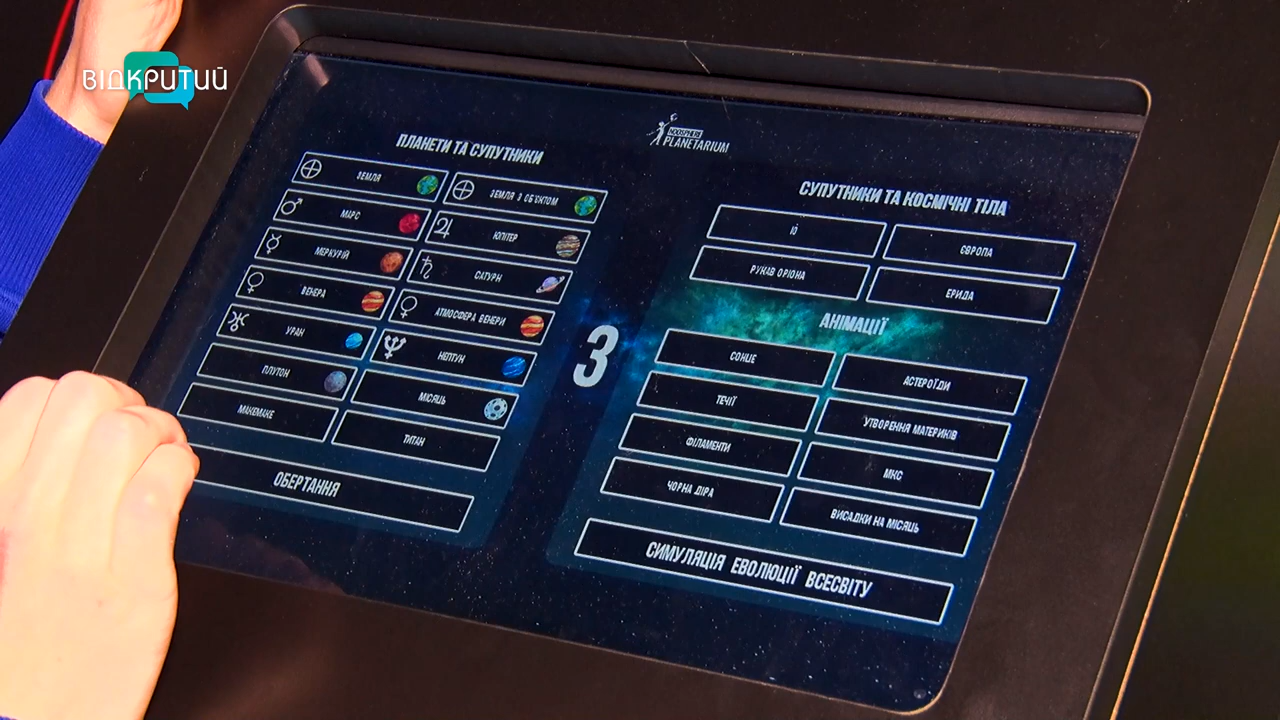 ВІДКРИТИЙ
NOOSPHERE
PLANETARIUM
ПЛАНЕТИ ТА СУПУТНИКИ
ЗЕМЛЯ
ЗЕМЛЯ З ОБ'ЄКТОМ
МАРС
ЮПІТЕР
МЕРКУРІЙ
САТУРН
ВЕНЕРА
АТМОСФЕРА ВЕНЕРИ
УРАН
НЕПТУН
ПЛУТОН
МІСЯЦЬ
МАКЕМАКЕ
ТИТАН
ОБЕРТАННЯ
3
СУПУТНИКИ ТА КОСМІЧНІ ТІЛА
ІО
ЄВРОПА
РУКАВ ОРІОНА
ЕРИДА
АНІМАЦІЇ
СОНЦЕ
АСТЕРОЇДИ
ТЕЧІЇ
УТВОРЕННЯ МАТЕРИКІВ
ФІЛАМЕНТИ
МКС
ЧОРНА ДІРА
ВИСАДКИ НА МІСЯЦЬ
СИМУЛЯЦІЯ ЕВОЛЮЦІЇ ВСЕСВІТУ